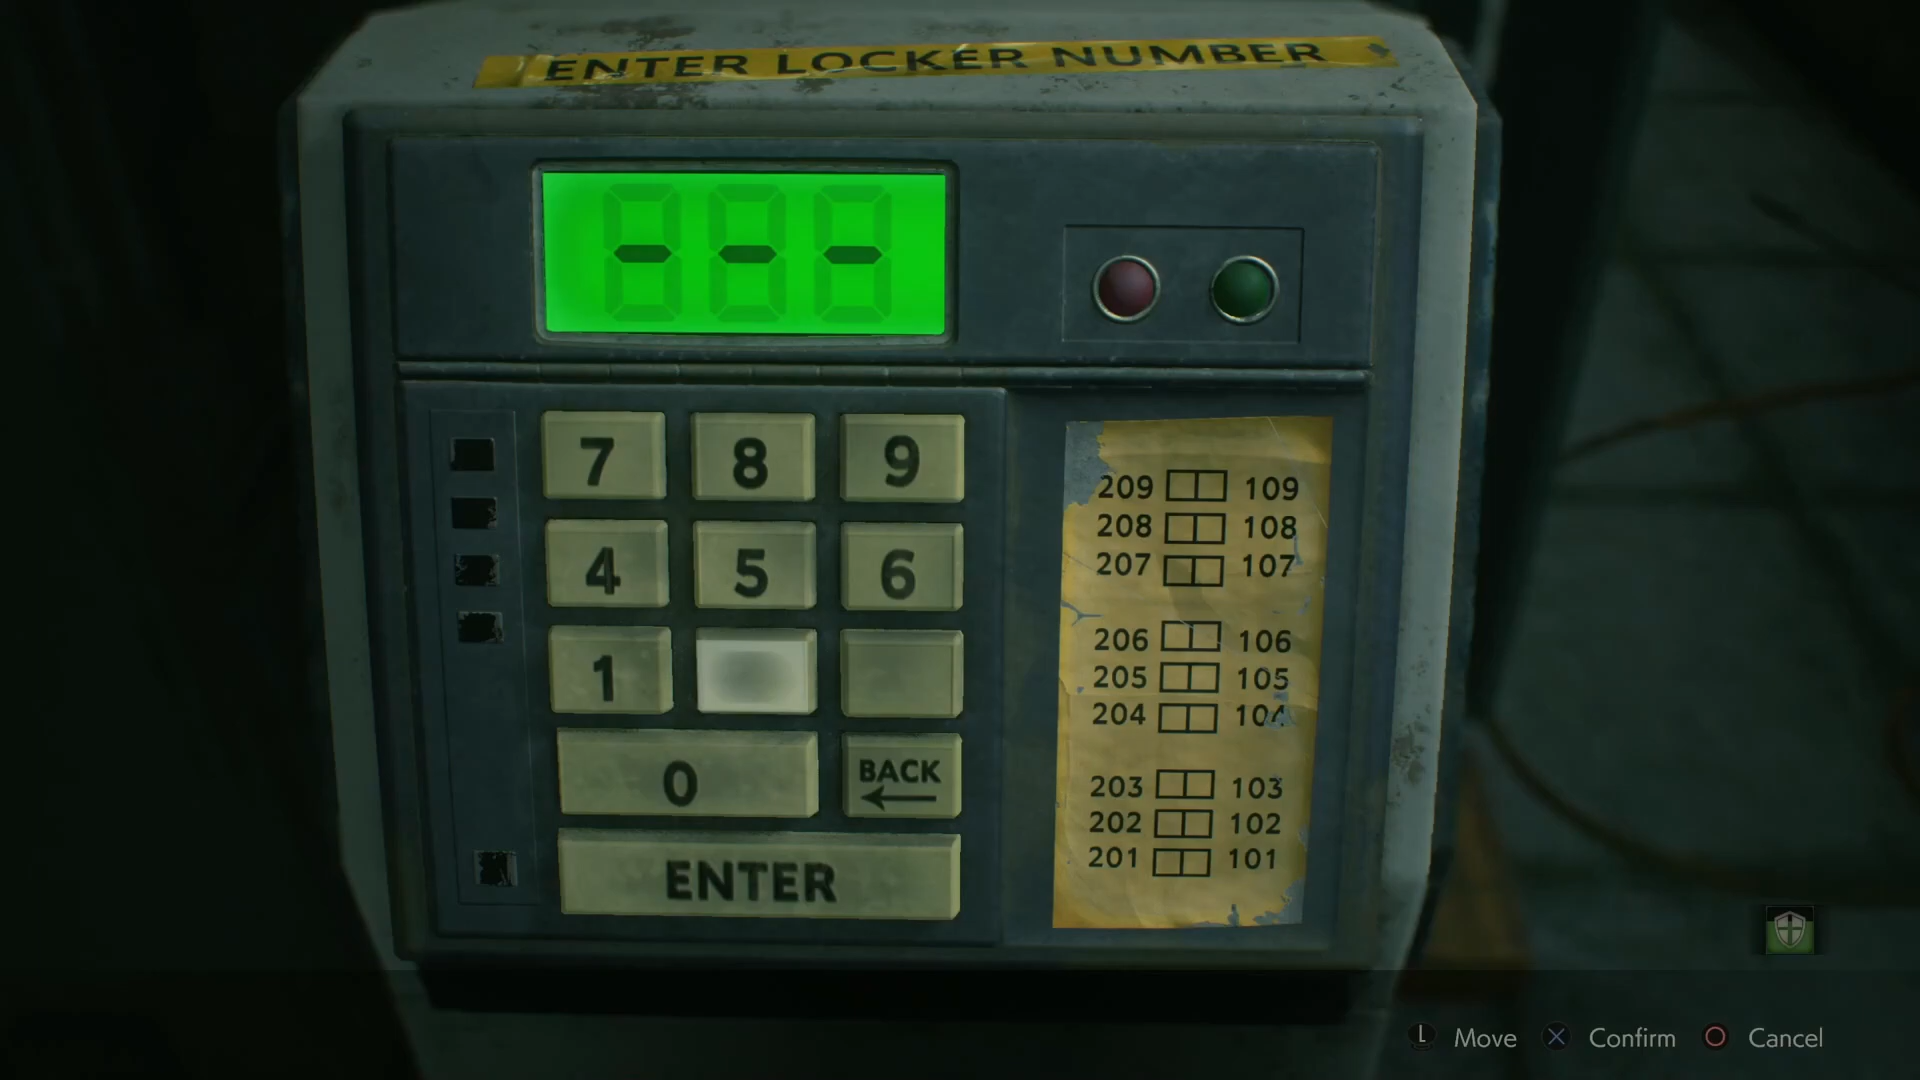 ENTER LOCKER NUMBER
---
7 8 9
4 5 6
1
0 BACK
ENTER
209 109
208 108
207 107
206 106
205 105
204 104
203 103
202 102
201 101
L Move Confirm Cancel